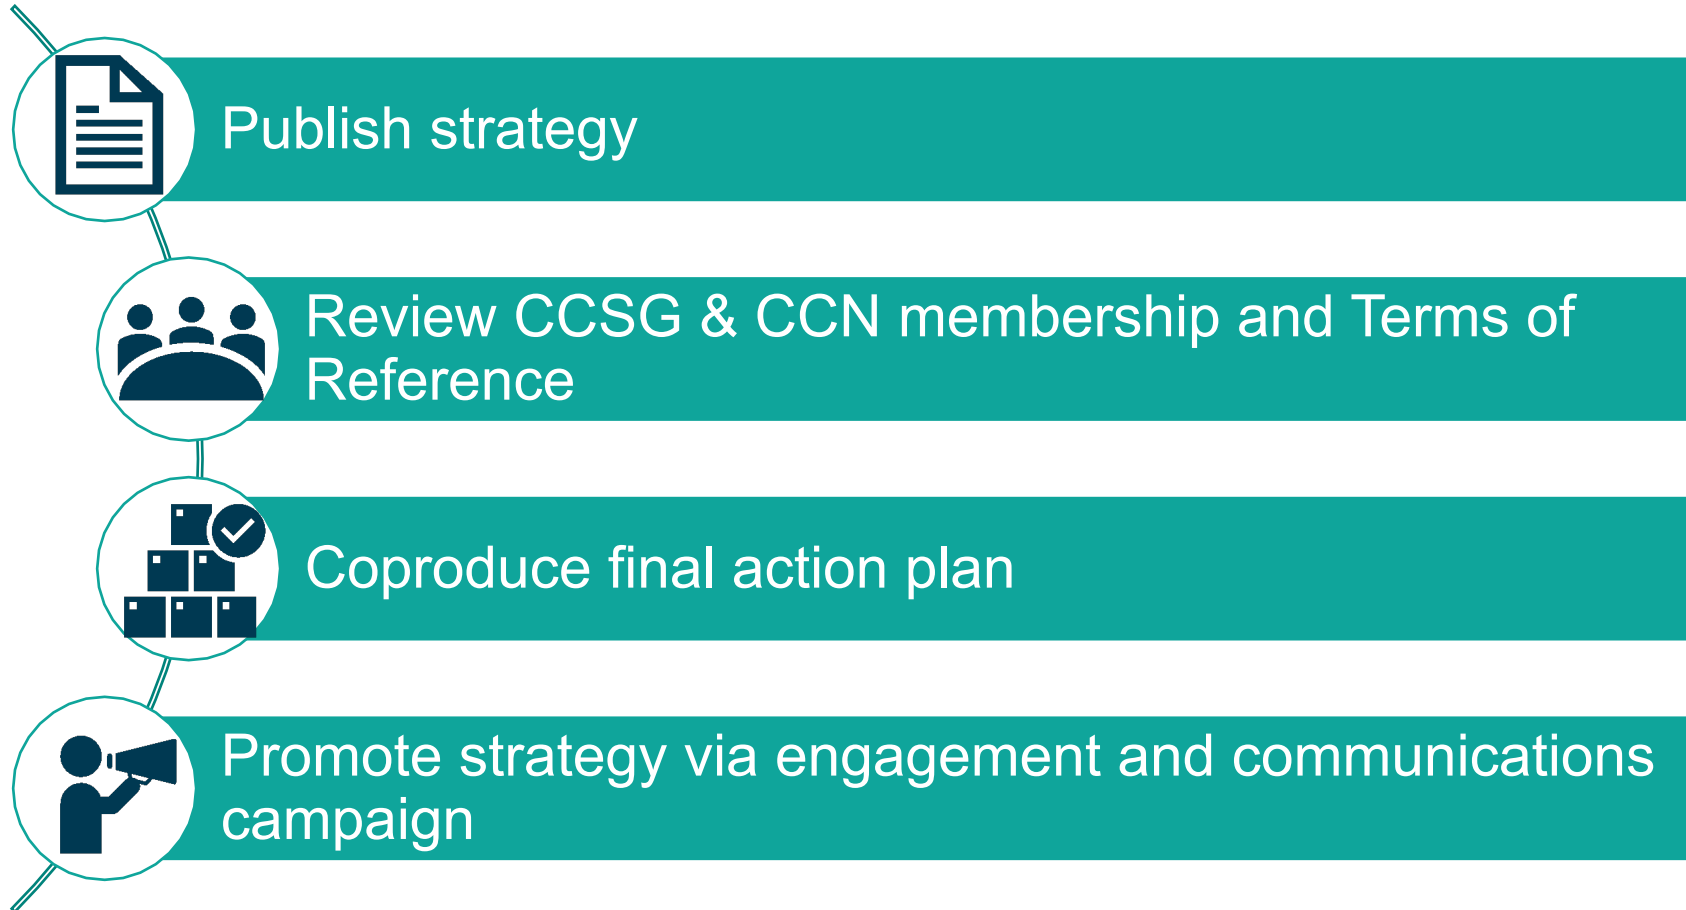 Publish strategy
Review CCSG & CCN membership and Terms of
Reference
Coproduce final action plan
Promote strategy via engagement and communications
campaign